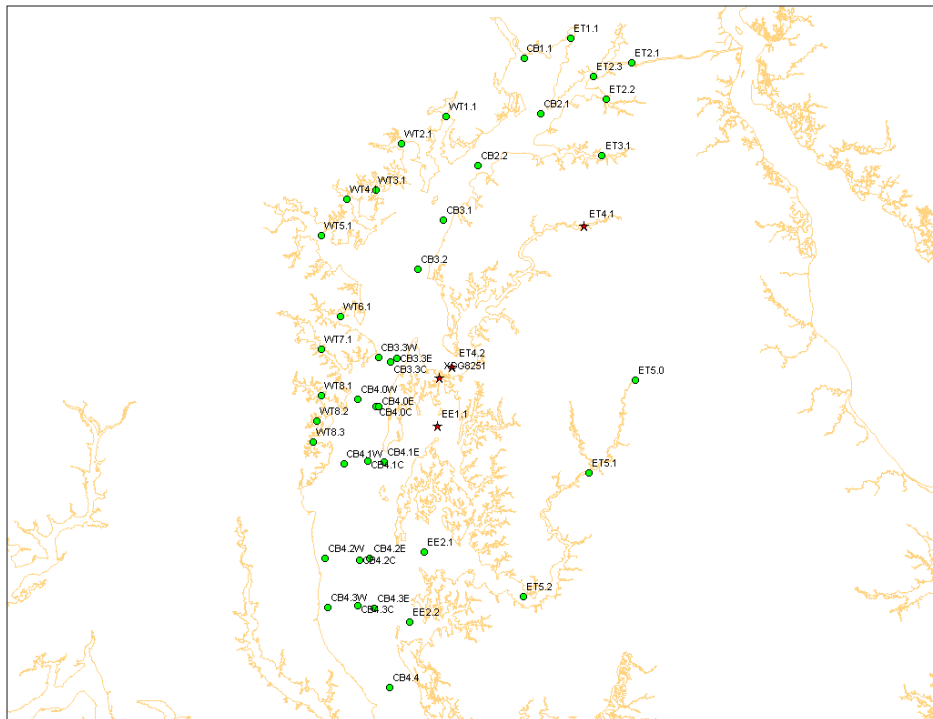 ET1.1
CB1.1
ET2.1
ET2.3
ET2.2
WT1.1
CB2.1
WT2.1
ET3.1
CB2.2
WT3.1
WT4.1
CB3.1
ET4.1
WT5.1
CB3.2
WT6.1
WT7.1
CB3.3W
CB3.3E
CB3.3C
ET4.2
XGG8251
ET5.0
WT8.1
CB4.0W
CB4.0E
CB4.0C
WT8.2
EE1.1
WT8.3
CB4.1W
CB4.1E
CB4.1C
ET5.1
CB4.2W
CB4.2E
CB4.2C
EE2.1
ET5.2
CB4.3W
CB4.3E
CB4.3C
EE2.2
CB4.4